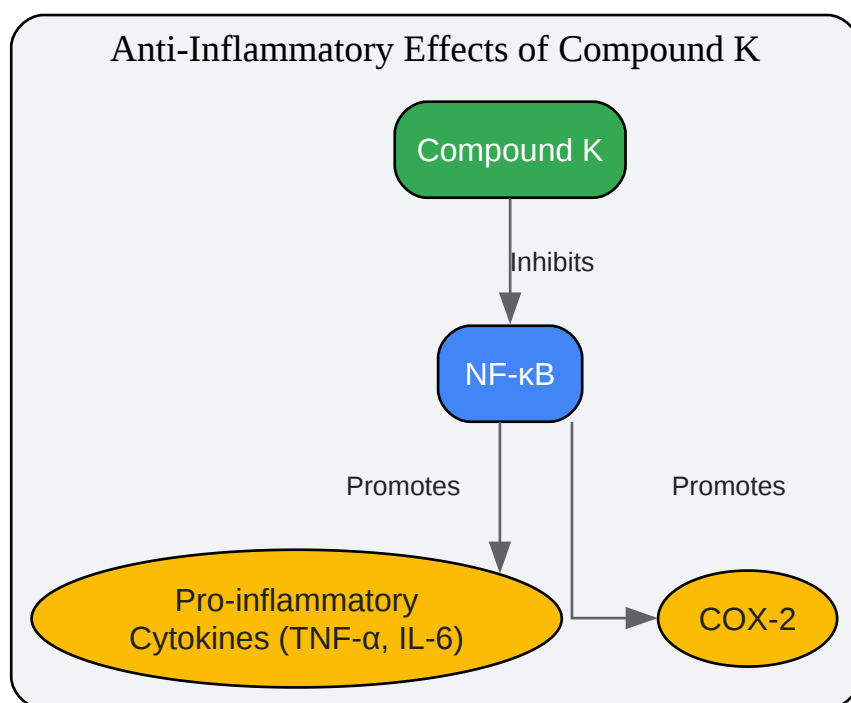 Anti-Inflammatory Effects of Compound K
Compound K
Inhibits
NF-κB
Promotes
Promotes
Pro-inflammatory
Cytokines (TNF-α, IL-6)
COX-2